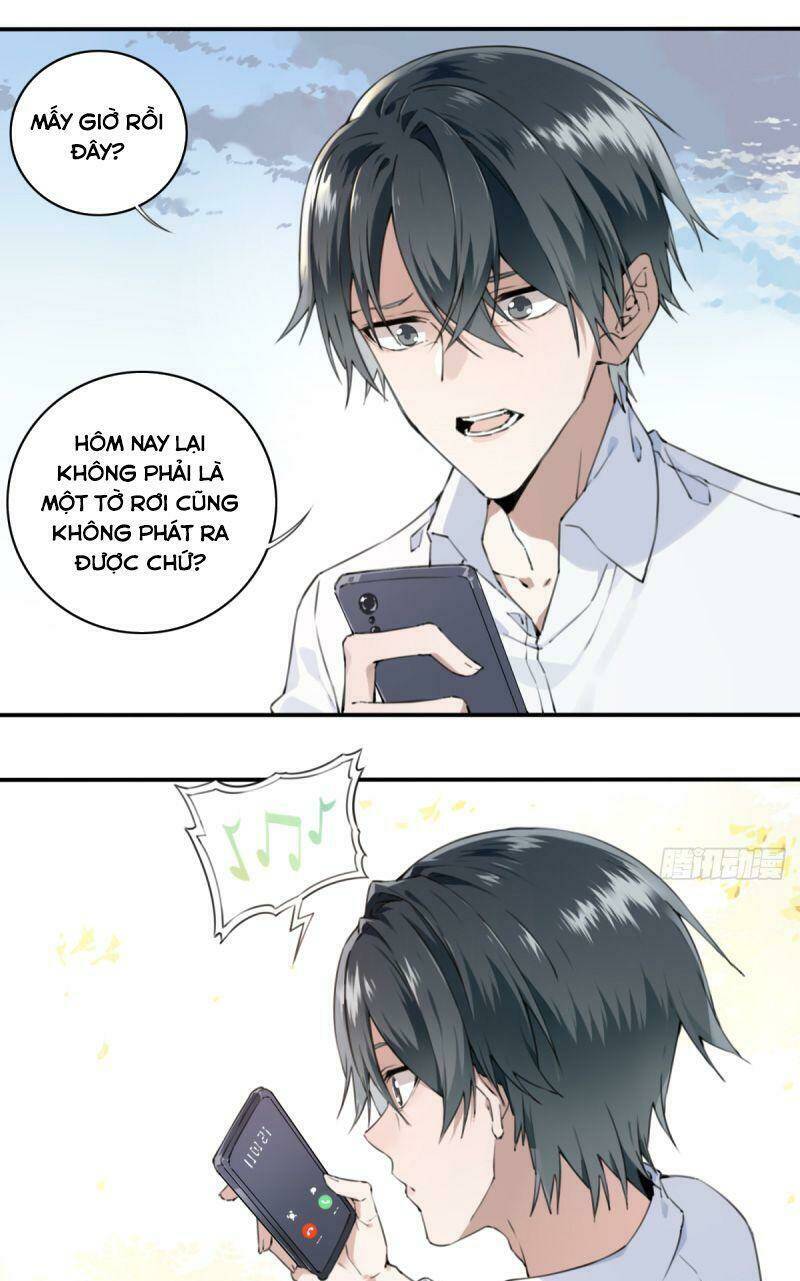 MẤY GIỜ RỒI
ĐÂY?
HÔM NAY LẠI
KHÔNG PHẢI LÀ
MỘT TỜ RƠI CŨNG
KHÔNG PHÁT RA
ĐƯỢC CHỨ?
腾讯动漫